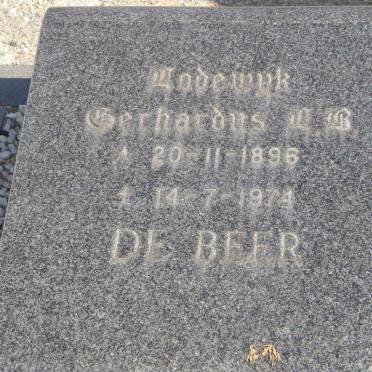 Lodewyk
Gerhardus L.B.
* 20-11-1896
† 14-7-1974
DE BEER